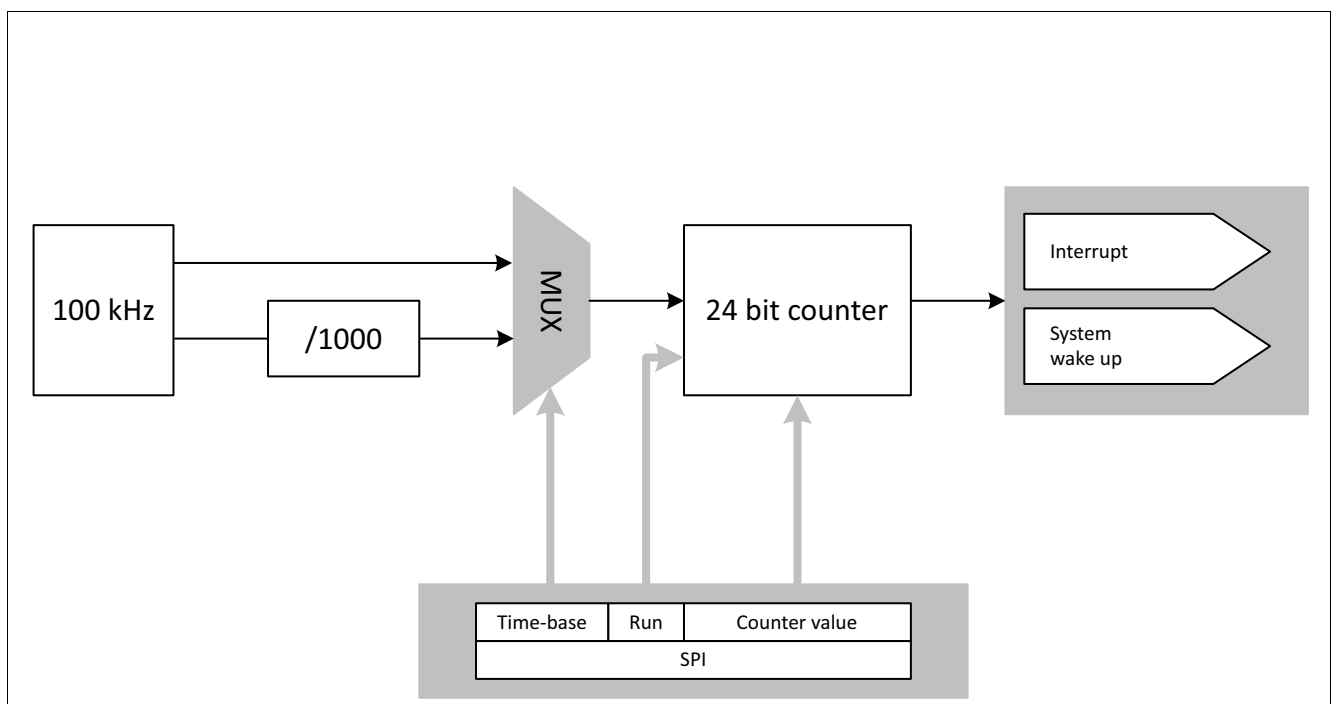 100 kHz
/1000
MUX
24 bit counter
Interrupt
System
wake up
Time-base Run Counter value
SPI